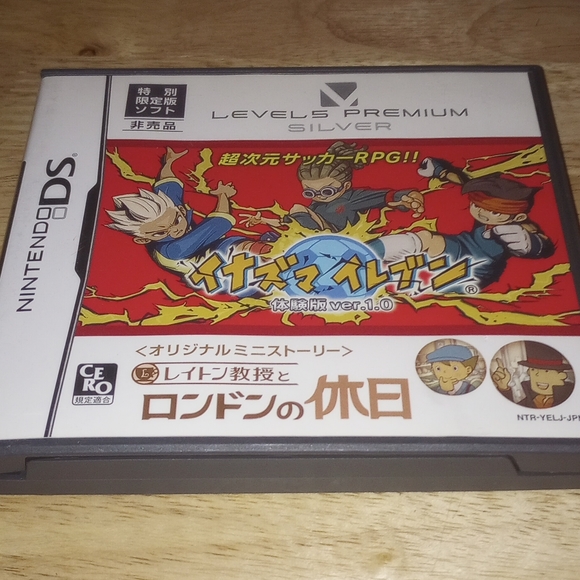 特別
限定版
ソフト
非売品
LEVEL5 PREMIUM
SILVER
超次元サッカーRPG!!
イナズマイレブン®
体験版 ver.1.0
NINTENDO DS®
<オリジナルミニストーリー>
レイトン教授と
ロンドンの休日
CERO
規定適合
NTR-YELJ-JPN